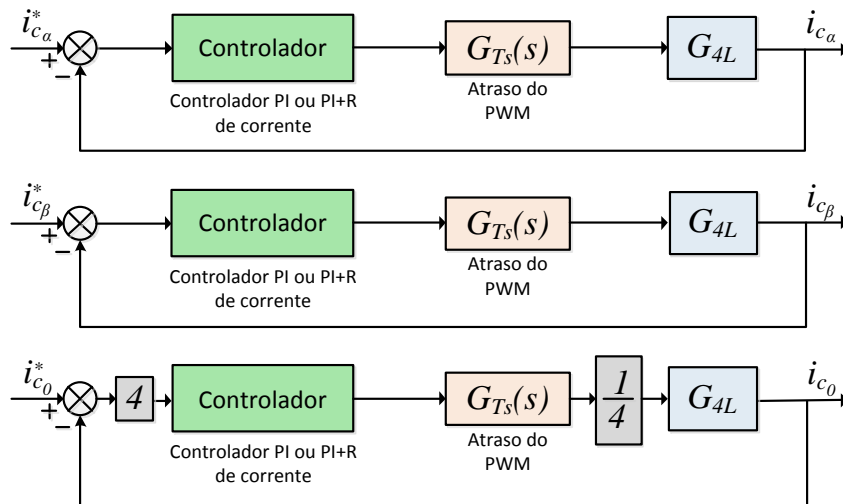 i*cα
+
−
Controlador
Controlador PI ou PI+R
de corrente
GTs(s)
Atraso do
PWM
G4L
icα
i*cβ
+
−
Controlador
Controlador PI ou PI+R
de corrente
GTs(s)
Atraso do
PWM
G4L
icβ
i*c0
+
−
4
Controlador
Controlador PI ou PI+R
de corrente
GTs(s)
Atraso do
PWM
1
4
G4L
ic0